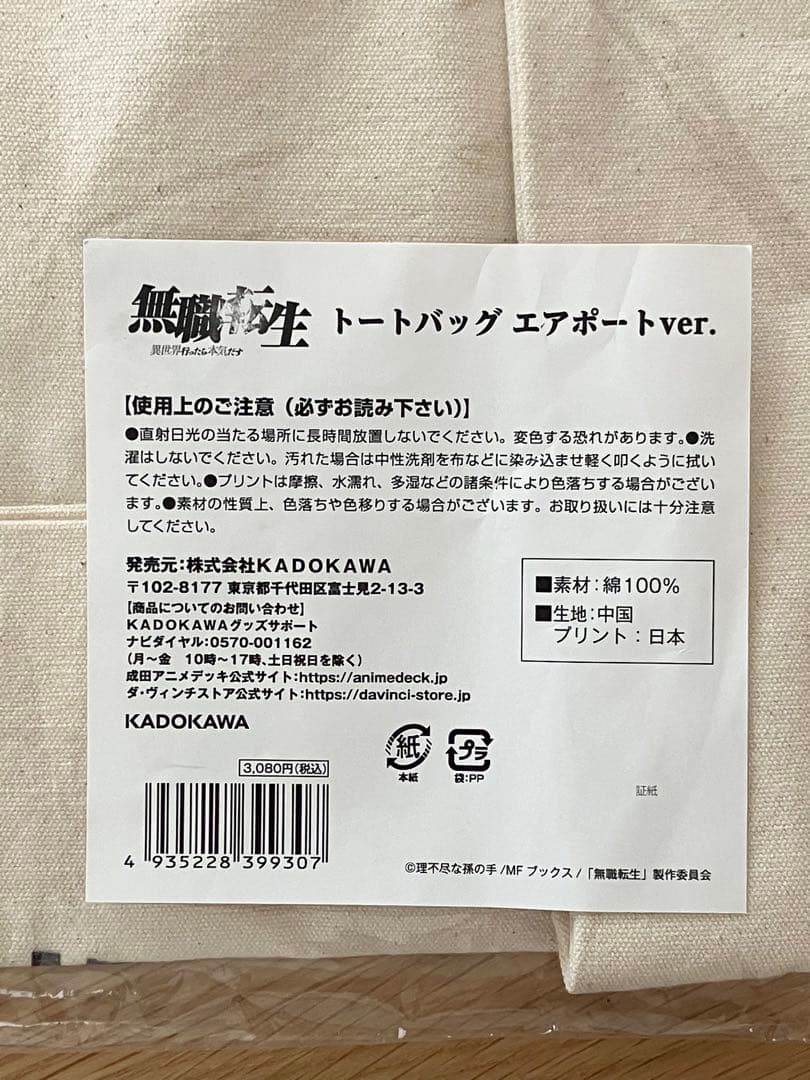 無職転生
異世界行ったら本気だす
トートバッグ エアポートver.
【使用上のご注意（必ずお読み下さい）】
●直射日光の当たる場所に長時間放置しないでください。変色する恐れがあります。●洗
濯はしないでください。汚れた場合は中性洗剤を布などに染み込ませ軽く叩くように拭い
てください。●プリントは摩擦、水濡れ、多湿などの諸条件により色落ちする場合がござい
ます。●素材の性質上、色落ちや色移りする場合がございます。お取り扱いには十分注意
してください。
発売元：株式会社KADOKAWA
〒102-8177 東京都千代田区富士見2-13-3
【商品についてのお問い合わせ】
KADOKAWAグッズサポート
ナビダイヤル：0570-001162
（月～金　10時～17時、土日祝日を除く）
成田アニメデッキ公式サイト：https://animedeck.jp
ダ・ヴィンチストア公式サイト：https://davinci-store.jp
KADOKAWA
■素材：綿100%
■生地：中国
プリント：日本
紙
本紙
プラ
袋：PP
3,080円（税込）
4 935228 399307
証紙
©理不尽な孫の手/MFブックス/「無職転生」製作委員会